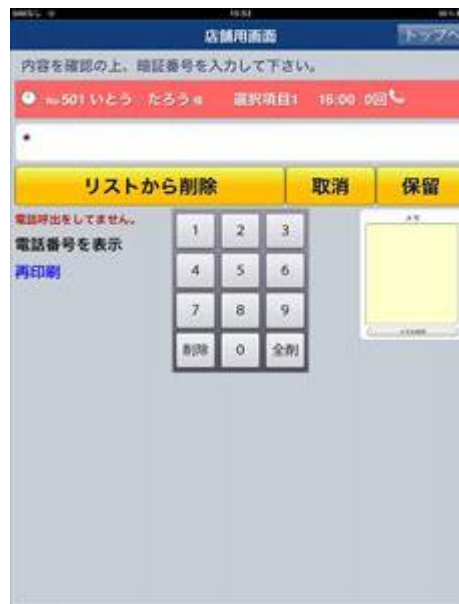 店舗用画面
トップへ
内容を確認の上、暗証番号を入力して下さい。
No.501 いとう たろう様 選択項目1 16:00 0回
*
リストから削除 取消 保留
電話呼出をしてません。
電話番号を表示
再印刷
1 2 3
4 5 6
7 8 9
削除 0 全削
メモ